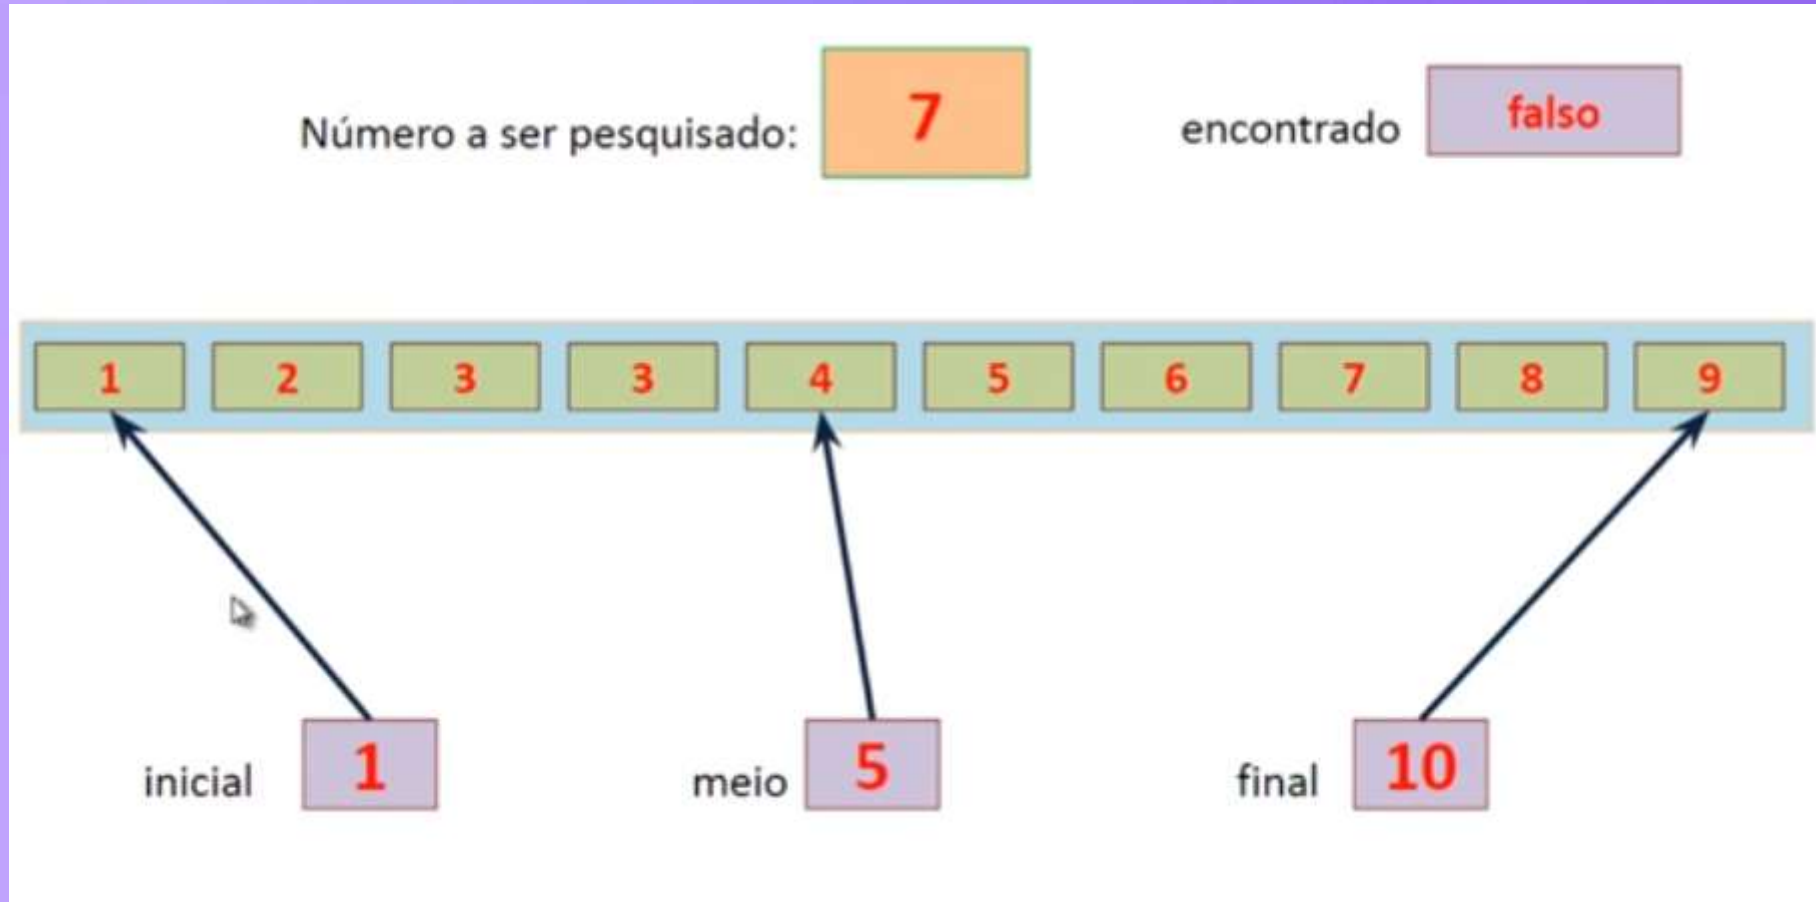 Número a ser pesquisado: 7 encontrado falso
1 2 3 3 4 5 6 7 8 9
inicial 1 meio 5 final 10